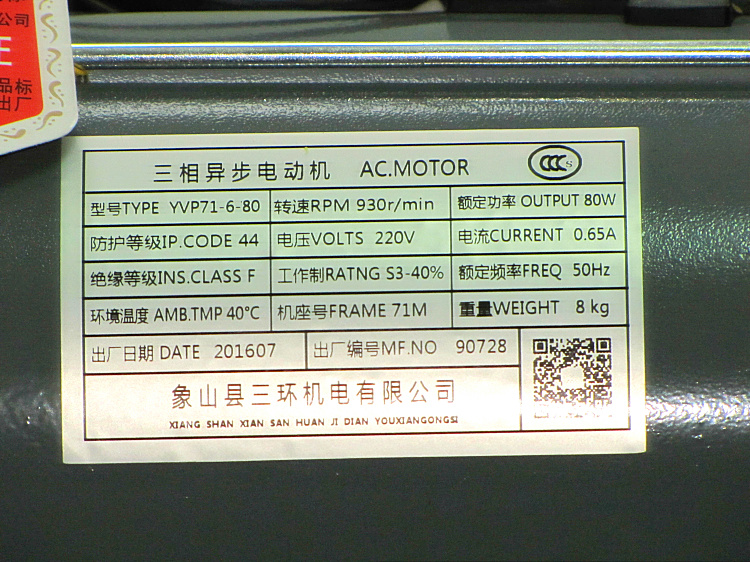 公司
品标
出厂
三相异步电动机 AC.MOTOR CCC S
型号TYPE YVP71-6-80 转速RPM 930r/min 额定功率 OUTPUT 80W
防护等级IP.CODE 44 电压VOLTS 220V 电流CURRENT 0.65A
绝缘等级INS.CLASS F 工作制RATNG S3-40% 额定频率FREQ 50Hz
环境温度 AMB.TMP 40°C 机座号FRAME 71M 重量WEIGHT 8 kg
出厂日期 DATE 201607 出厂编号MF.NO 90728
象山县三环机电有限公司
XIANG SHAN XIAN SAN HUAN JI DIAN YOUXIANGONGSI